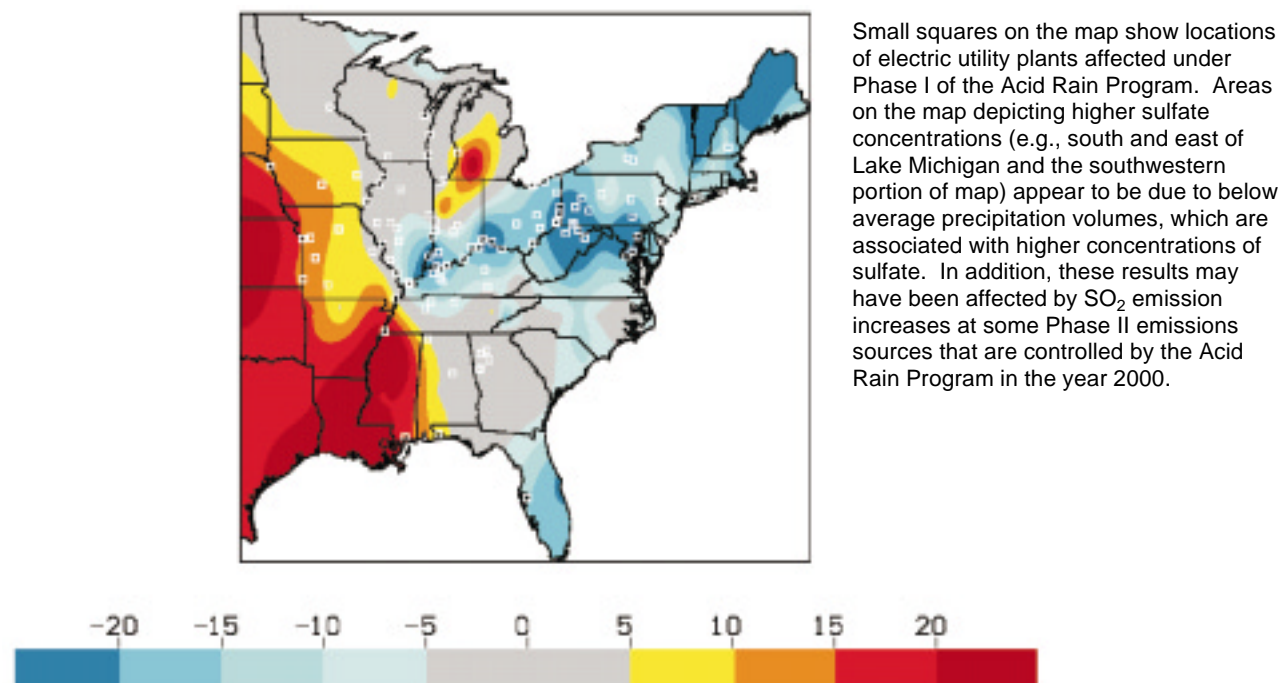 Small squares on the map show locations
of electric utility plants affected under
Phase I of the Acid Rain Program.  Areas
on the map depicting higher sulfate
concentrations (e.g., south and east of
Lake Michigan and the southwestern
portion of map) appear to be due to below
average precipitation volumes, which are
associated with higher concentrations of
sulfate.  In addition, these results may
have been affected by SO₂ emission
increases at some Phase II emissions
sources that are controlled by the Acid
Rain Program in the year 2000.
-20 -15 -10 -5 0 5 10 15 20